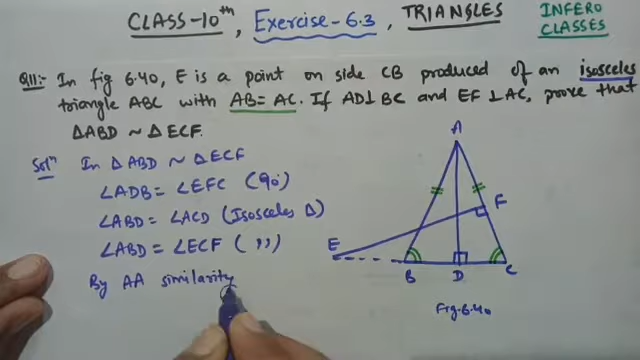 CLASS-10th, Exercise-6.3, TRIANGLES
INFERO
CLASSES
Q11:- In fig 6.40, E is a point on side CB produced of an isosceles
triangle ABC with AB = AC. If AD⊥BC and EF⊥AC, prove that
ΔABD ~ ΔECF.
Solⁿ In ΔABD ~ ΔECF
∠ADB = ∠EFC (90°)
∠ABD = ∠ACD (Isosceles Δ)
∠ABD = ∠ECF ( ,, )
By AA similarity
A
F
E
B D C
Fig.6.40